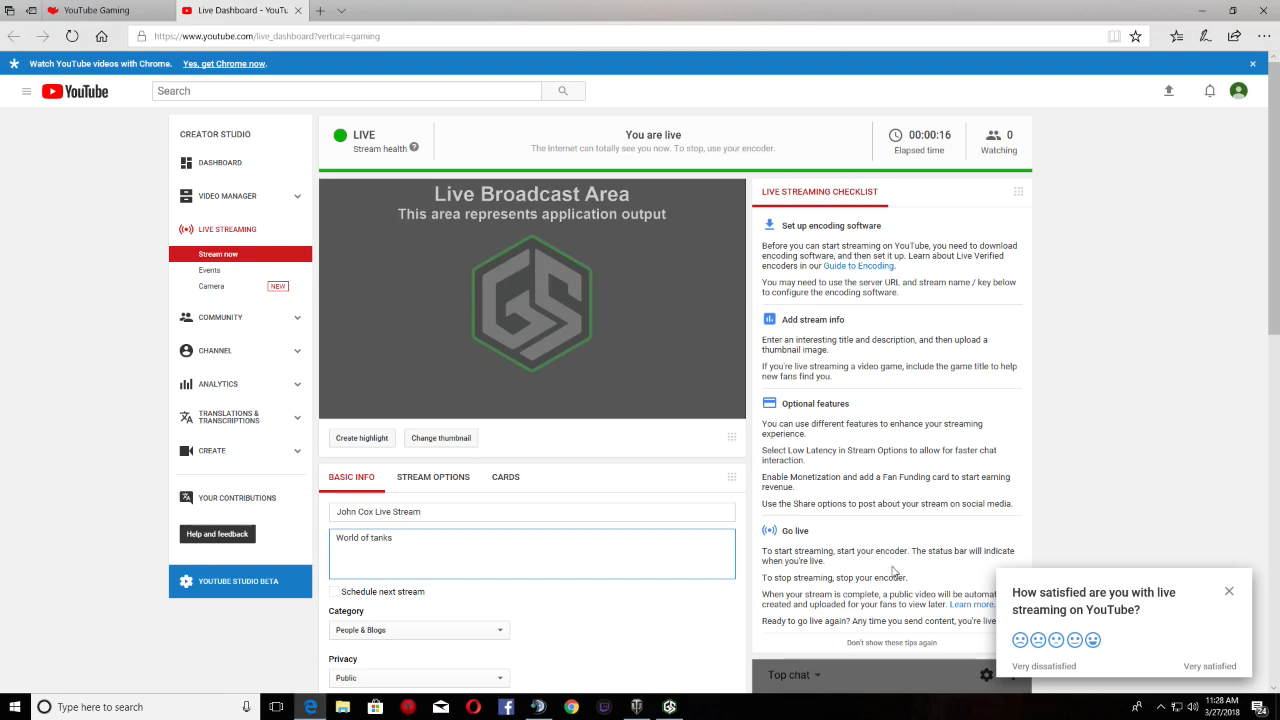 YouTube Gaming
Live Dashboard - YouTu
https://www.youtube.com/live_dashboard?vertical=gaming
Watch YouTube videos with Chrome. Yes, get Chrome now.
YouTube
Search
CREATOR STUDIO
DASHBOARD
VIDEO MANAGER
LIVE STREAMING
Stream now
Events
Camera NEW
COMMUNITY
CHANNEL
ANALYTICS
TRANSLATIONS &
TRANSCRIPTIONS
CREATE
YOUR CONTRIBUTIONS
Help and feedback
YOUTUBE STUDIO BETA
LIVE
Stream health
You are live
The Internet can totally see you now. To stop, use your encoder.
00:00:16
Elapsed time
0
Watching
Live Broadcast Area
This area represents application output
GS
Create highlight
Change thumbnail
BASIC INFO
STREAM OPTIONS
CARDS
John Cox Live Stream
World of tanks
Schedule next stream
Category
People & Blogs
Privacy
Public
LIVE STREAMING CHECKLIST
Set up encoding software
Before you can start streaming on YouTube, you need to download
encoding software, and then set it up. Learn about Live Verified
encoders in our Guide to Encoding.
You may need to use the server URL and stream name / key below
to configure the encoding software.
Add stream info
Enter an interesting title and description, and then upload a
thumbnail image.
If you're live streaming a video game, include the game title to help
new fans find you.
Optional features
You can use different features to enhance your streaming
experience.
Select Low Latency in Stream Options to allow for faster chat
interaction.
Enable Monetization and add a Fan Funding card to start earning
revenue.
Use the Share options to post about your stream on social media.
Go live
To start streaming, start your encoder. The status bar will indicate
when you're live.
To stop streaming, stop your encoder.
When your stream is complete, a public video will be automat
created and uploaded for your fans to view later. Learn more.
Ready to go live again? Any time you send content, you're live
Don't show these tips again
Top chat
How satisfied are you with live
streaming on YouTube?
Very dissatisfied
Very satisfied
Type here to search
11:28 AM
3/27/2018
24